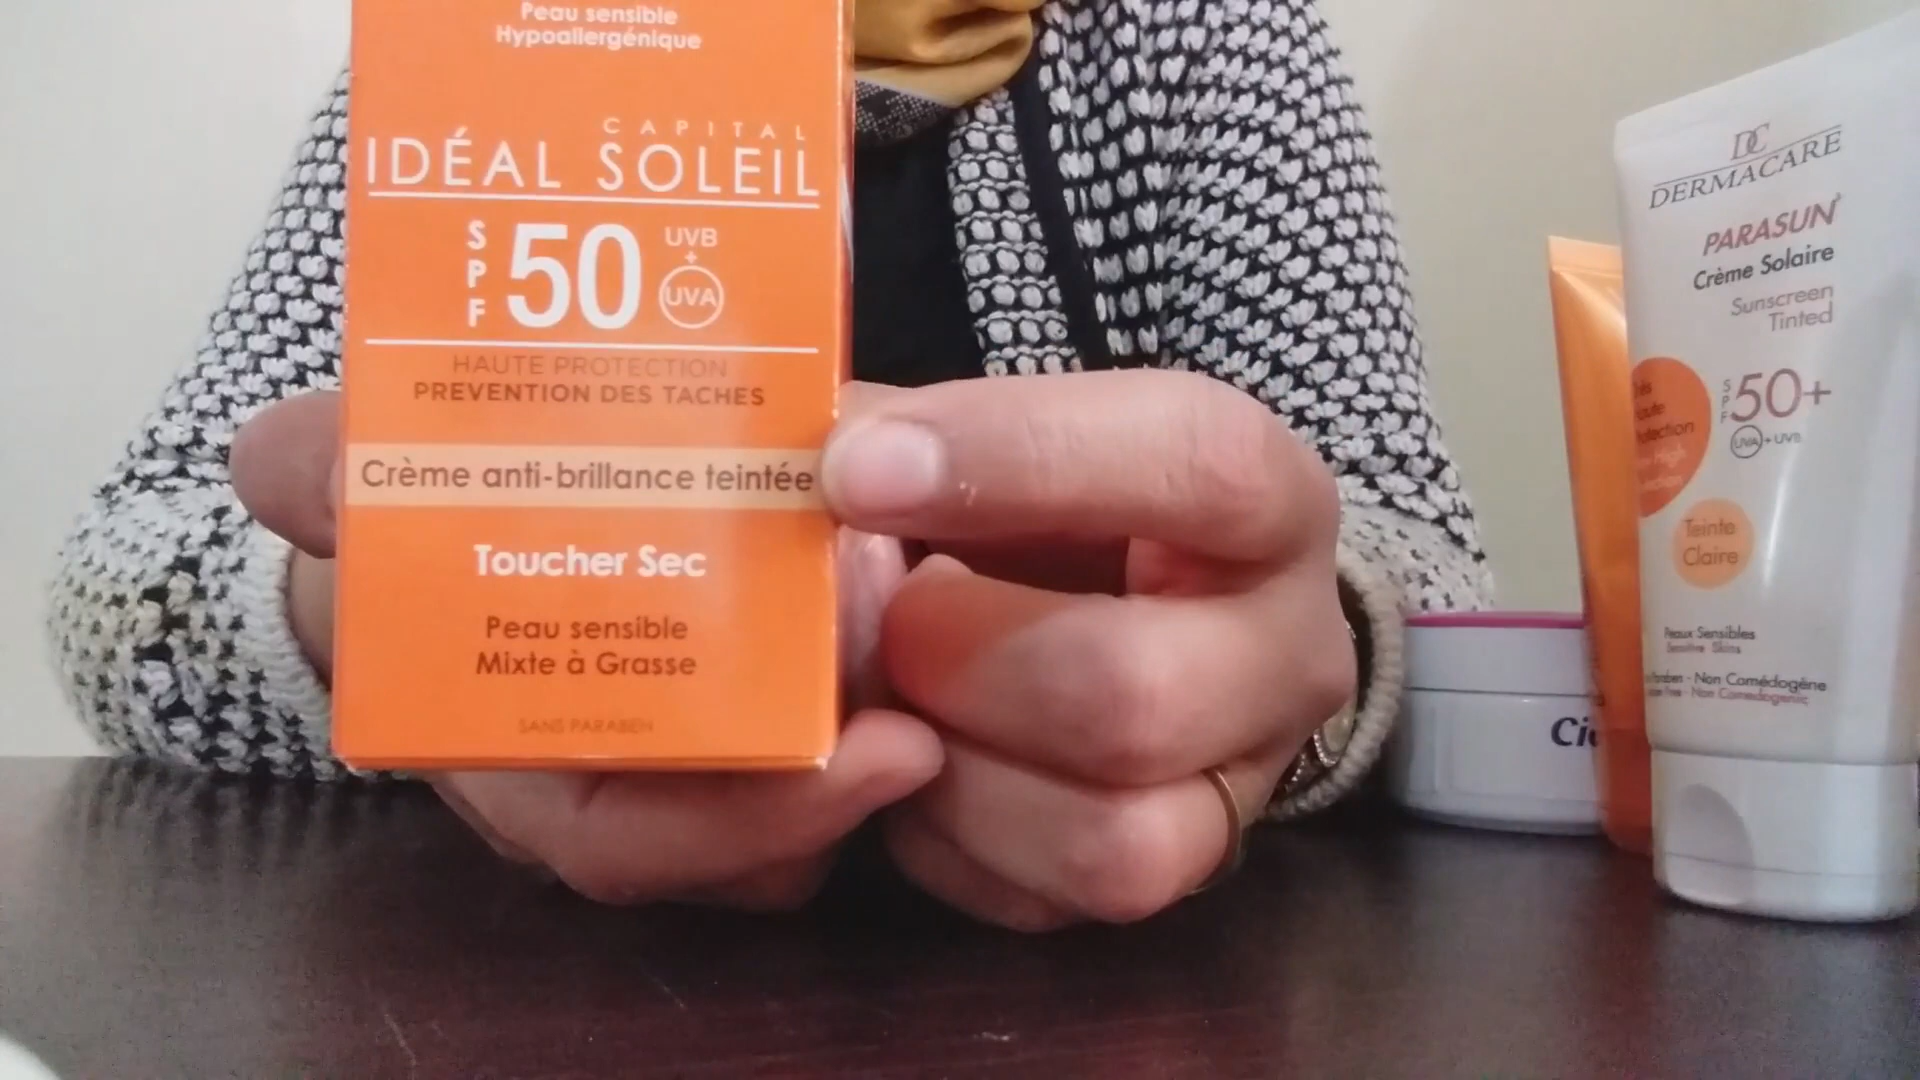 Peau sensible
Hypoallergénique
CAPITAL
IDÉAL SOLEIL
SPF 50 UVB + UVA
HAUTE PROTECTION
PREVENTION DES TACHES
Crème anti-brillance teintée
Toucher Sec
Peau sensible
Mixte à Grasse
SANS PARABEN
DC
DERMACARE
PARASUN
Crème Solaire
Sunscreen
Tinted
SPF 50+
UVA + UVB
Teinte
Claire
Peaux Sensibles
Sensitive Skins
Non Comédogène
Non Comedogenic